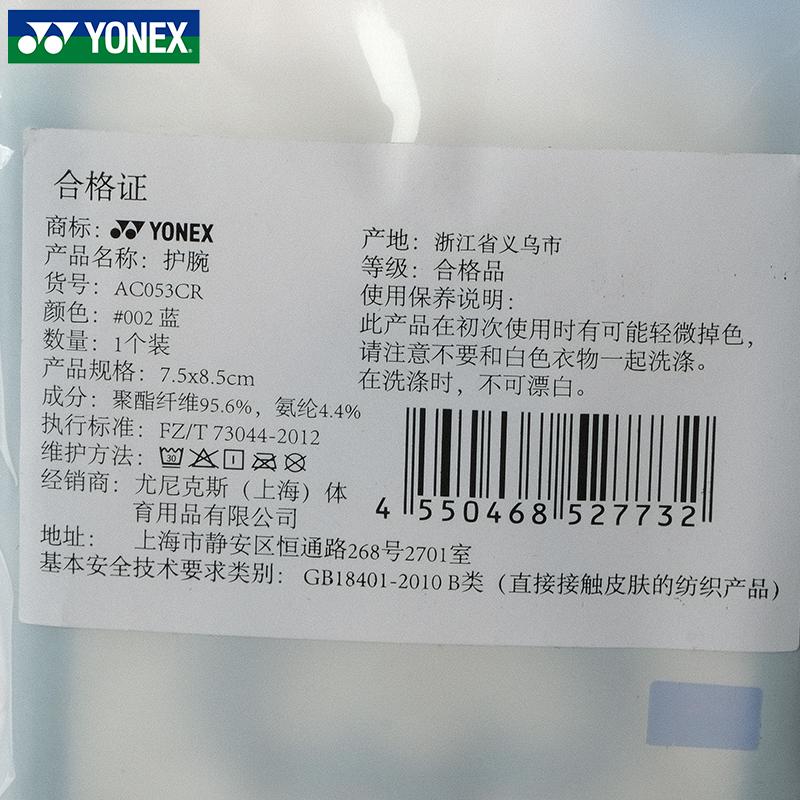 YONEX
合格证
商标：YONEX
产品名称：护腕
货号：AC053CR
颜色：#002 蓝
数量：1个装
产品规格：7.5x8.5cm
成分：聚酯纤维95.6%，氨纶4.4%
执行标准：FZ/T 73044-2012
维护方法：30
经销商：尤尼克斯（上海）体
育用品有限公司
地址：上海市静安区恒通路268号2701室
基本安全技术要求类别：GB18401-2010 B类（直接接触皮肤的纺织产品）
产地：浙江省义乌市
等级：合格品
使用保养说明：
此产品在初次使用时有可能轻微掉色，
请注意不要和白色衣物一起洗涤。
在洗涤时，不可漂白。
4 550468 527732